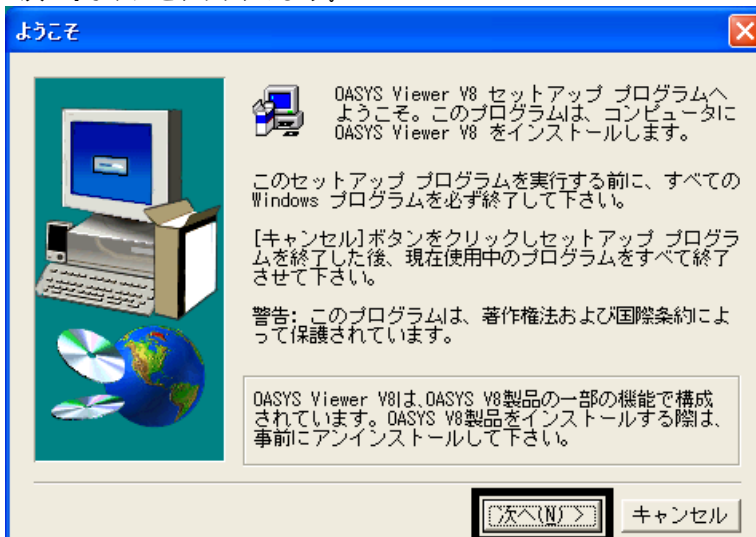 ようこそ
OASYS Viewer V8 セットアップ プログラムへ
ようこそ。このプログラムは、コンピュータに
OASYS Viewer V8 をインストールします。
このセットアップ プログラムを実行する前に、すべての
Windows プログラムを必ず終了して下さい。
[キャンセル]ボタンをクリックしセットアップ プログラ
ムを終了した後、現在使用中のプログラムをすべて終了
させて下さい。
警告: このプログラムは、著作権法および国際条約によ
って保護されています。
OASYS Viewer V8は、OASYS V8製品の一部の機能で構成
されています。OASYS V8製品をインストールする際は、
事前にアンインストールして下さい。
次へ(N) >
キャンセル